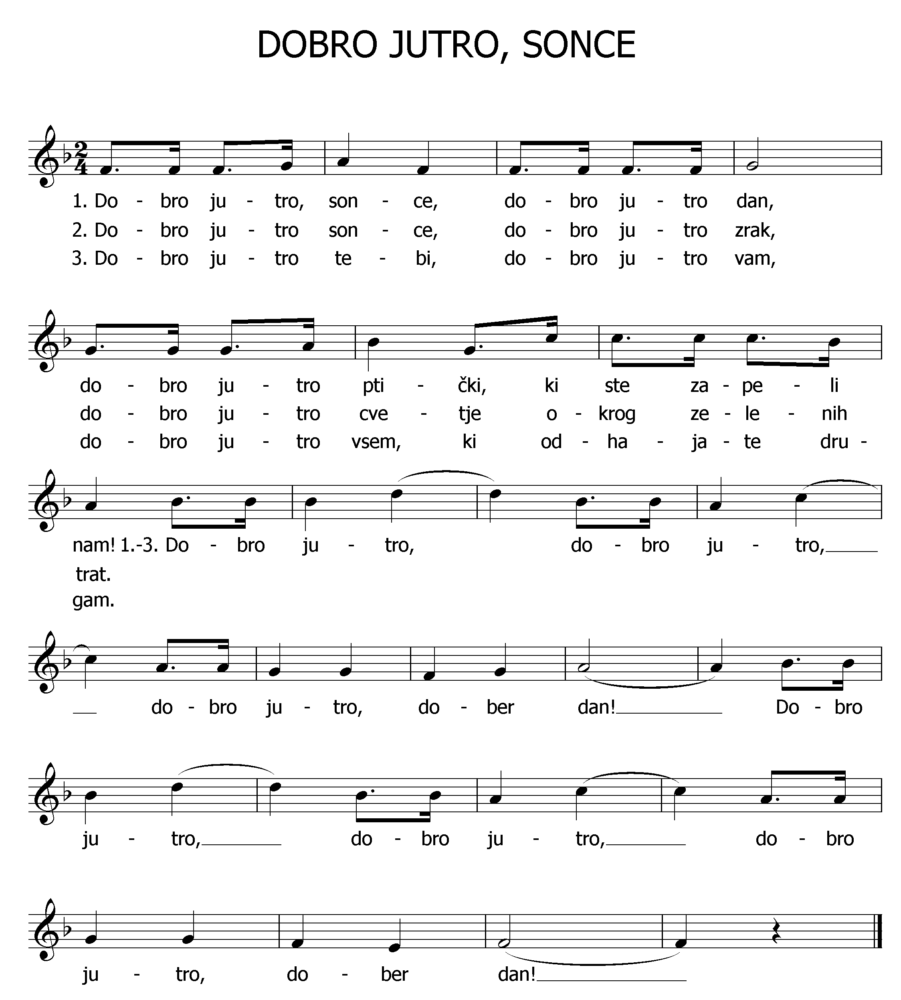 DOBRO JUTRO, SONCE
2
4
1. Do - bro ju - tro, son - ce, do - bro ju - tro dan,
2. Do - bro ju - tro son - ce, do - bro ju - tro zrak,
3. Do - bro ju - tro te - bi, do - bro ju - tro vam,
do - bro ju - tro pti - čki, ki ste za - pe - li
do - bro ju - tro cve - tje o - krog ze - le - nih
do - bro ju - tro vsem, ki od - ha - ja - te dru -
nam! 1.-3. Do - bro ju - tro, do - bro ju - tro,
trat.
gam.
do - bro ju - tro, do - ber dan! Do - bro
ju - tro, do - bro ju - tro, do - bro
ju - tro, do - ber dan!